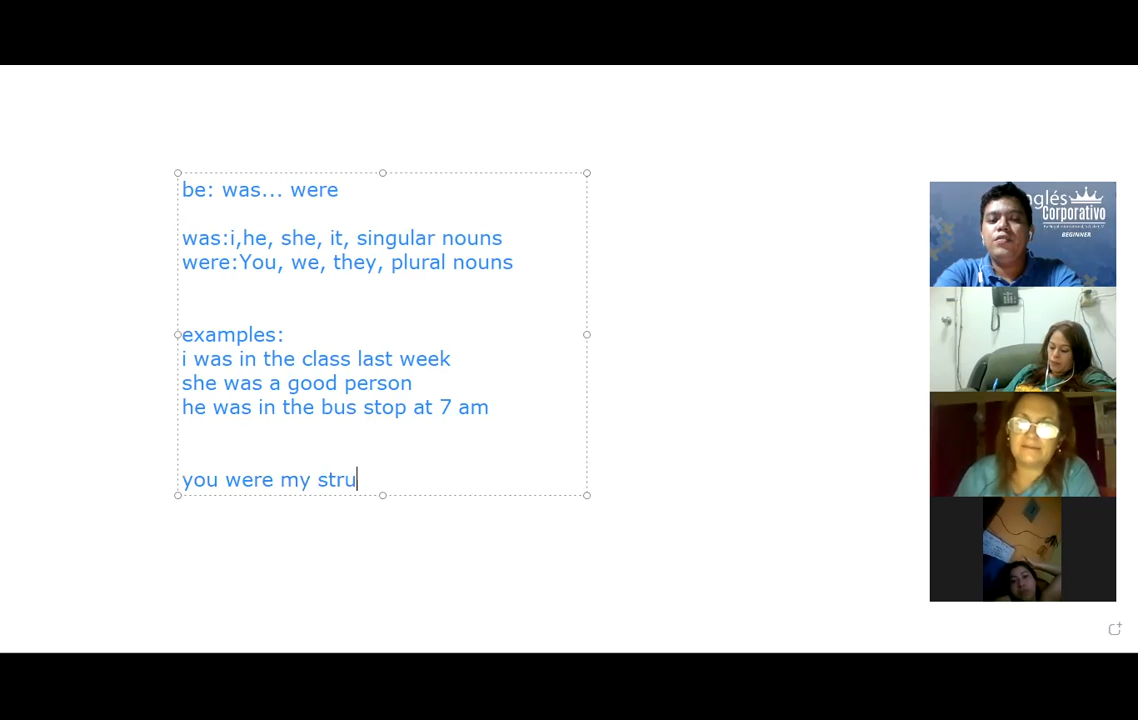 be: was... were
was:i,he, she, it, singular nouns
were:You, we, they, plural nouns
examples:
i was in the class last week
she was a good person
he was in the bus stop at 7 am
you were my stru
nglés
Corporativo
BEGINNER